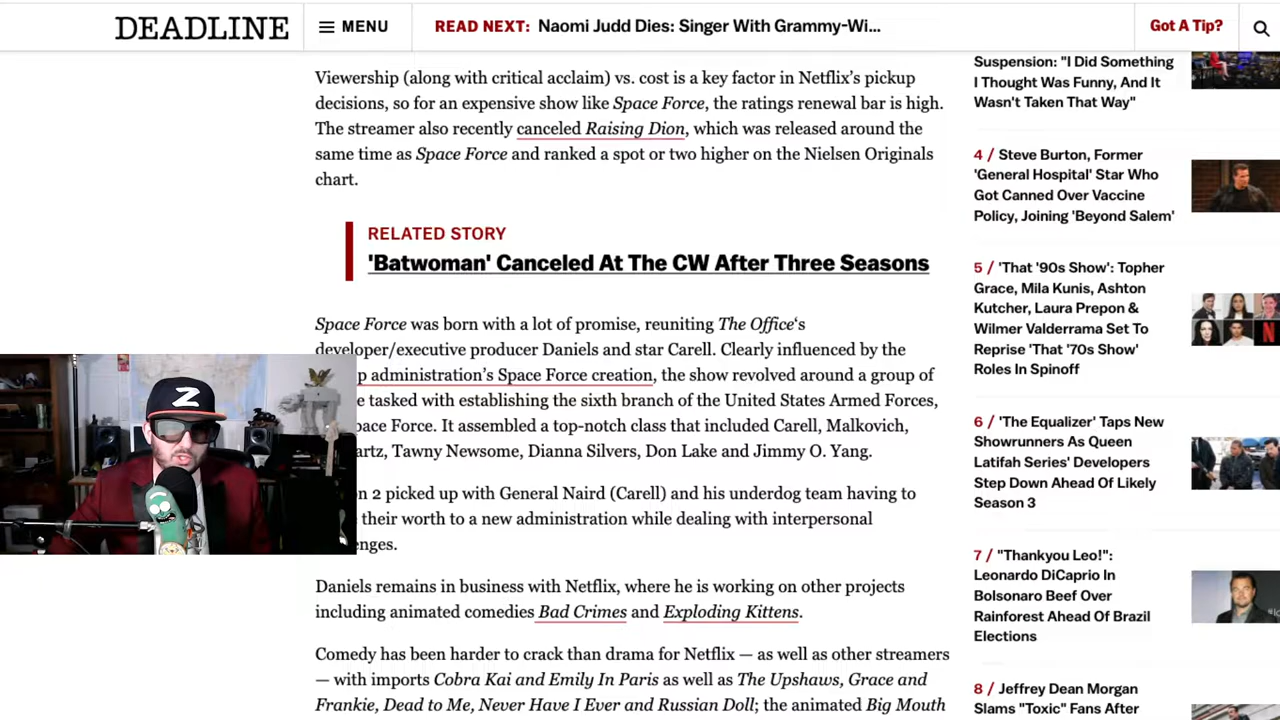 DEADLINE
MENU
READ NEXT: Naomi Judd Dies: Singer With Grammy-Wi...
Got A Tip?
Viewership (along with critical acclaim) vs. cost is a key factor in Netflix’s pickup
decisions, so for an expensive show like Space Force, the ratings renewal bar is high.
The streamer also recently canceled Raising Dion, which was released around the
same time as Space Force and ranked a spot or two higher on the Nielsen Originals
chart.
RELATED STORY
'Batwoman' Canceled At The CW After Three Seasons
Space Force was born with a lot of promise, reuniting The Office‘s
developer/executive producer Daniels and star Carell. Clearly influenced by the
p administration’s Space Force creation, the show revolved around a group of
e tasked with establishing the sixth branch of the United States Armed Forces,
pace Force. It assembled a top-notch class that included Carell, Malkovich,
artz, Tawny Newsome, Dianna Silvers, Don Lake and Jimmy O. Yang.
n 2 picked up with General Naird (Carell) and his underdog team having to
their worth to a new administration while dealing with interpersonal
enges.
Daniels remains in business with Netflix, where he is working on other projects
including animated comedies Bad Crimes and Exploding Kittens.
Comedy has been harder to crack than drama for Netflix — as well as other streamers
— with imports Cobra Kai and Emily In Paris as well as The Upshaws, Grace and
Frankie, Dead to Me, Never Have I Ever and Russian Doll; the animated Big Mouth
Suspension: "I Did Something
I Thought Was Funny, And It
Wasn't Taken That Way"
4 / Steve Burton, Former
'General Hospital' Star Who
Got Canned Over Vaccine
Policy, Joining 'Beyond Salem'
5 / 'That '90s Show': Topher
Grace, Mila Kunis, Ashton
Kutcher, Laura Prepon &
Wilmer Valderrama Set To
Reprise 'That '70s Show'
Roles In Spinoff
6 / 'The Equalizer' Taps New
Showrunners As Queen
Latifah Series' Developers
Step Down Ahead Of Likely
Season 3
7 / "Thankyou Leo!":
Leonardo DiCaprio In
Bolsonaro Beef Over
Rainforest Ahead Of Brazil
Elections
8 / Jeffrey Dean Morgan
Slams "Toxic" Fans After
Z